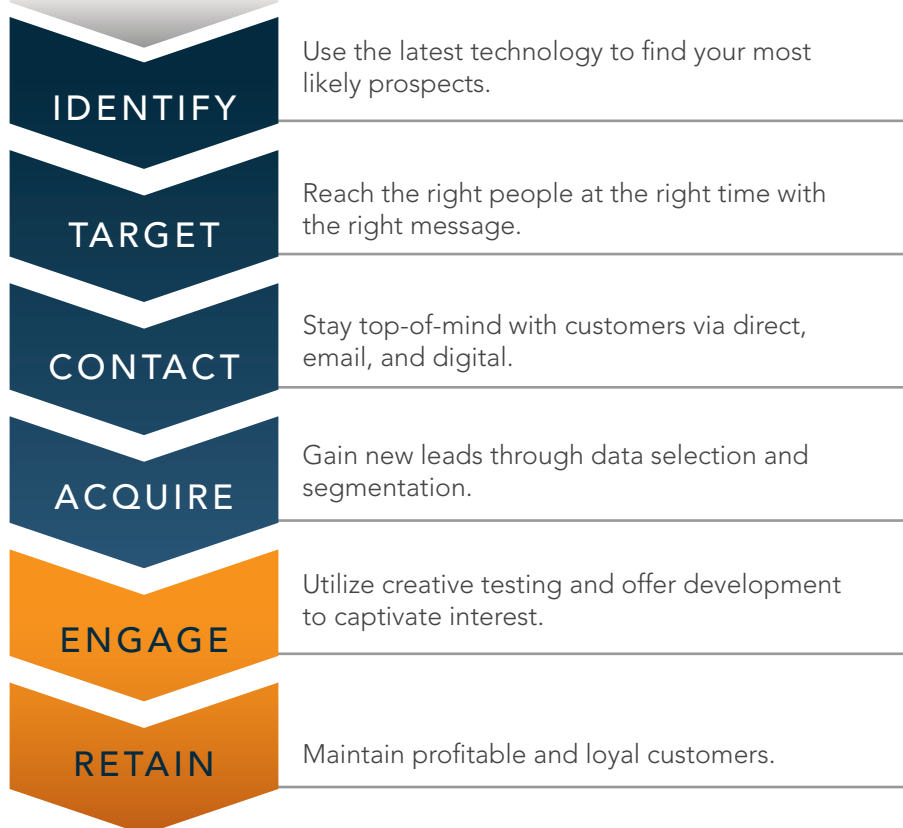 IDENTIFY
Use the latest technology to find your most
likely prospects.
TARGET
Reach the right people at the right time with
the right message.
CONTACT
Stay top-of-mind with customers via direct,
email, and digital.
ACQUIRE
Gain new leads through data selection and
segmentation.
ENGAGE
Utilize creative testing and offer development
to captivate interest.
RETAIN
Maintain profitable and loyal customers.